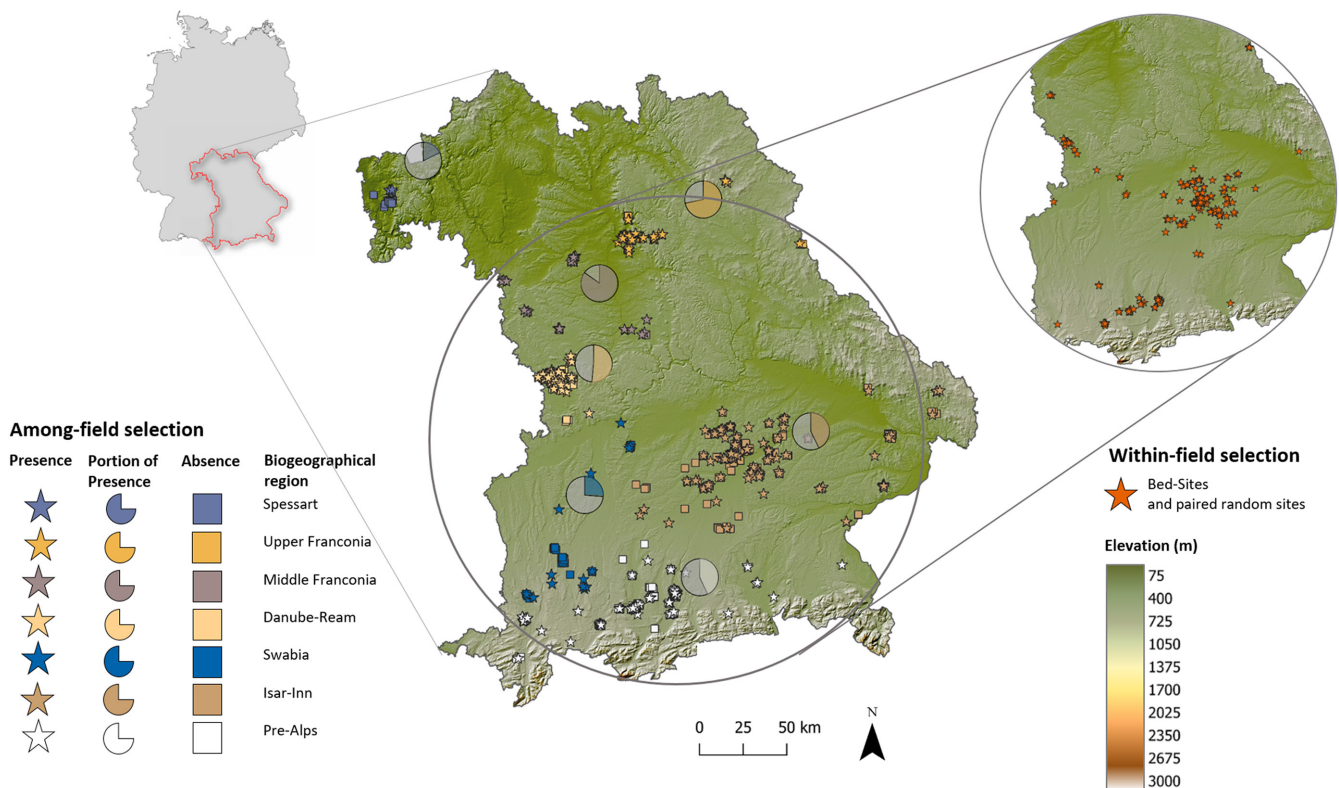 Among-field selection
Presence
Portion of
Presence
Absence
Biogeographical
region
Spessart
Upper Franconia
Middle Franconia
Danube-Ream
Swabia
Isar-Inn
Pre-Alps
0 25 50 km
N
Within-field selection
Bed-Sites
and paired random sites
Elevation (m)
75
400
725
1050
1375
1700
2025
2350
2675
3000